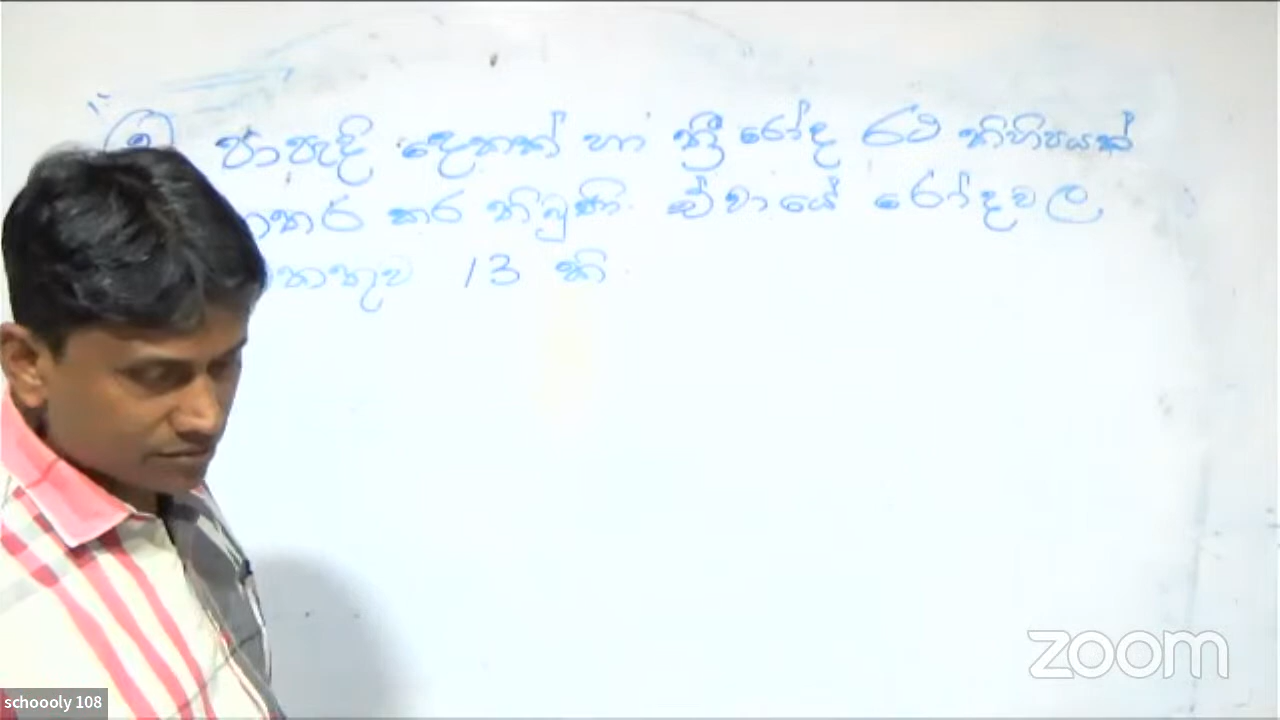 පාපැදි දෙකක් හා ත්‍රී රෝද රථ කිහිපයක්
කර තිබුණි. ඒවායේ රෝදවල
13 කි
zoom
schoooly 108